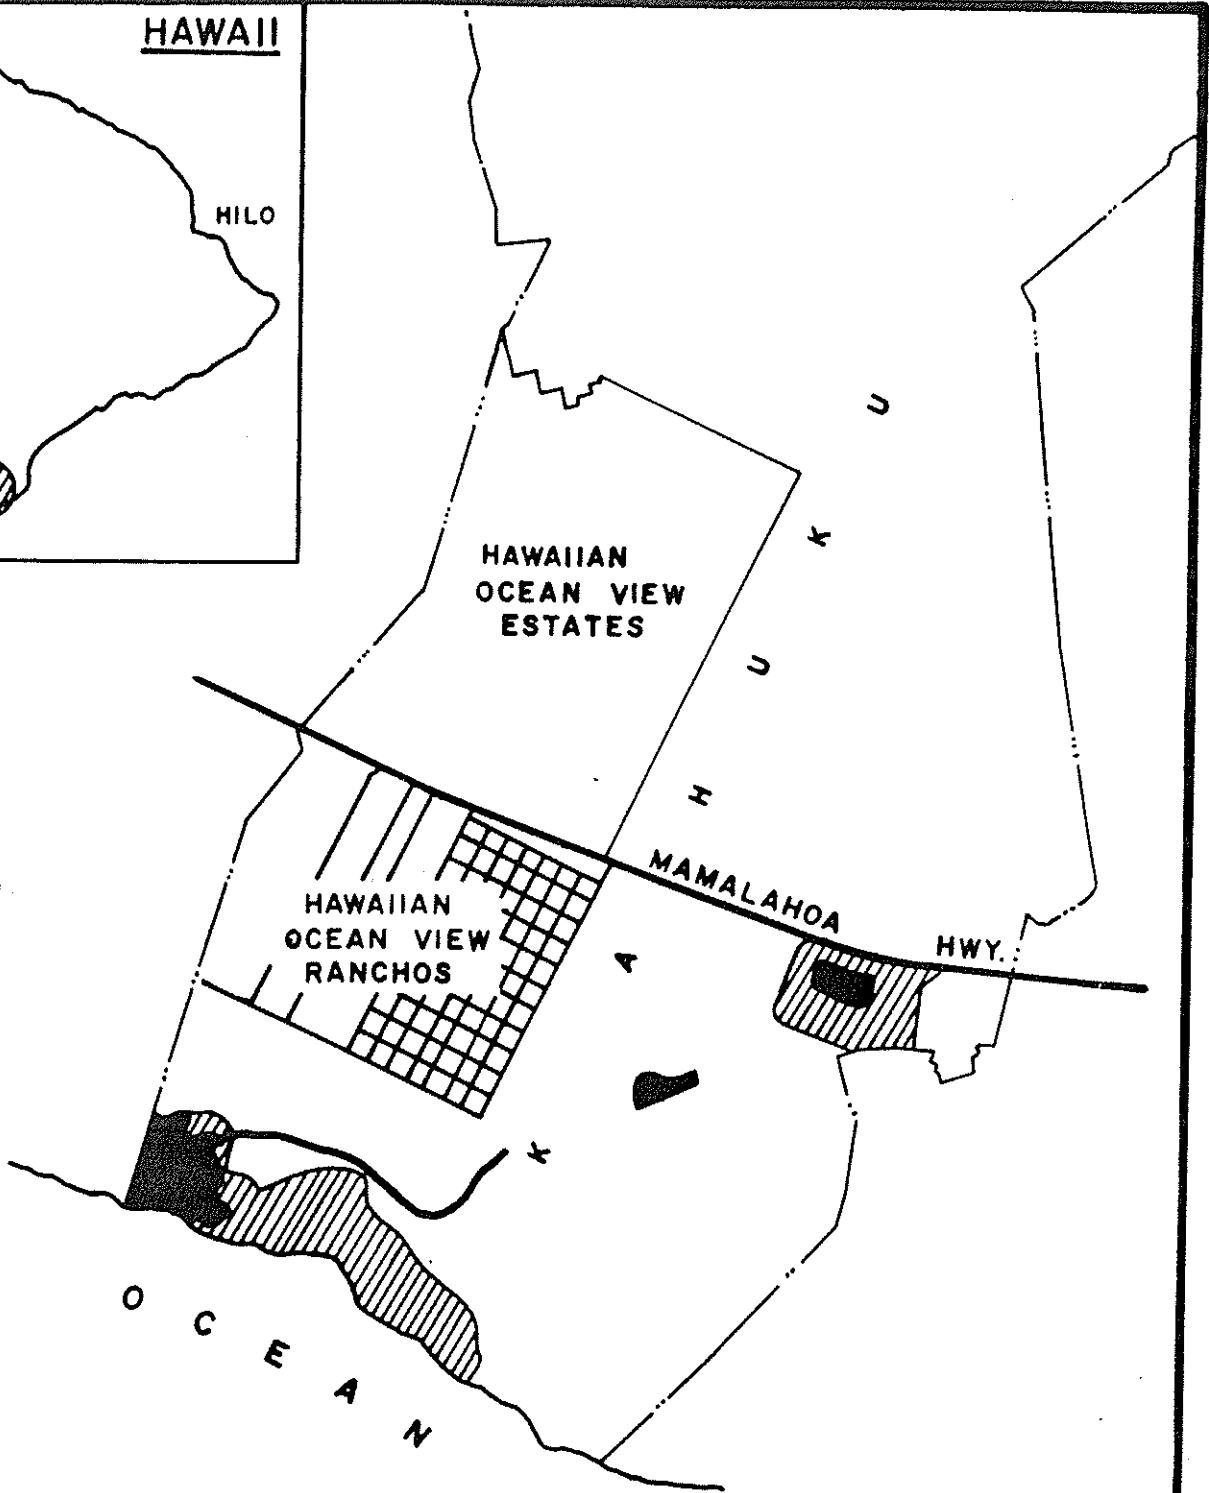 HAWAII
HILO
HAWAIIAN
OCEAN VIEW
ESTATES
KAHUKU
MAMALAHOA HWY.
HAWAIIAN
OCEAN VIEW
RANCHOS
OCEAN